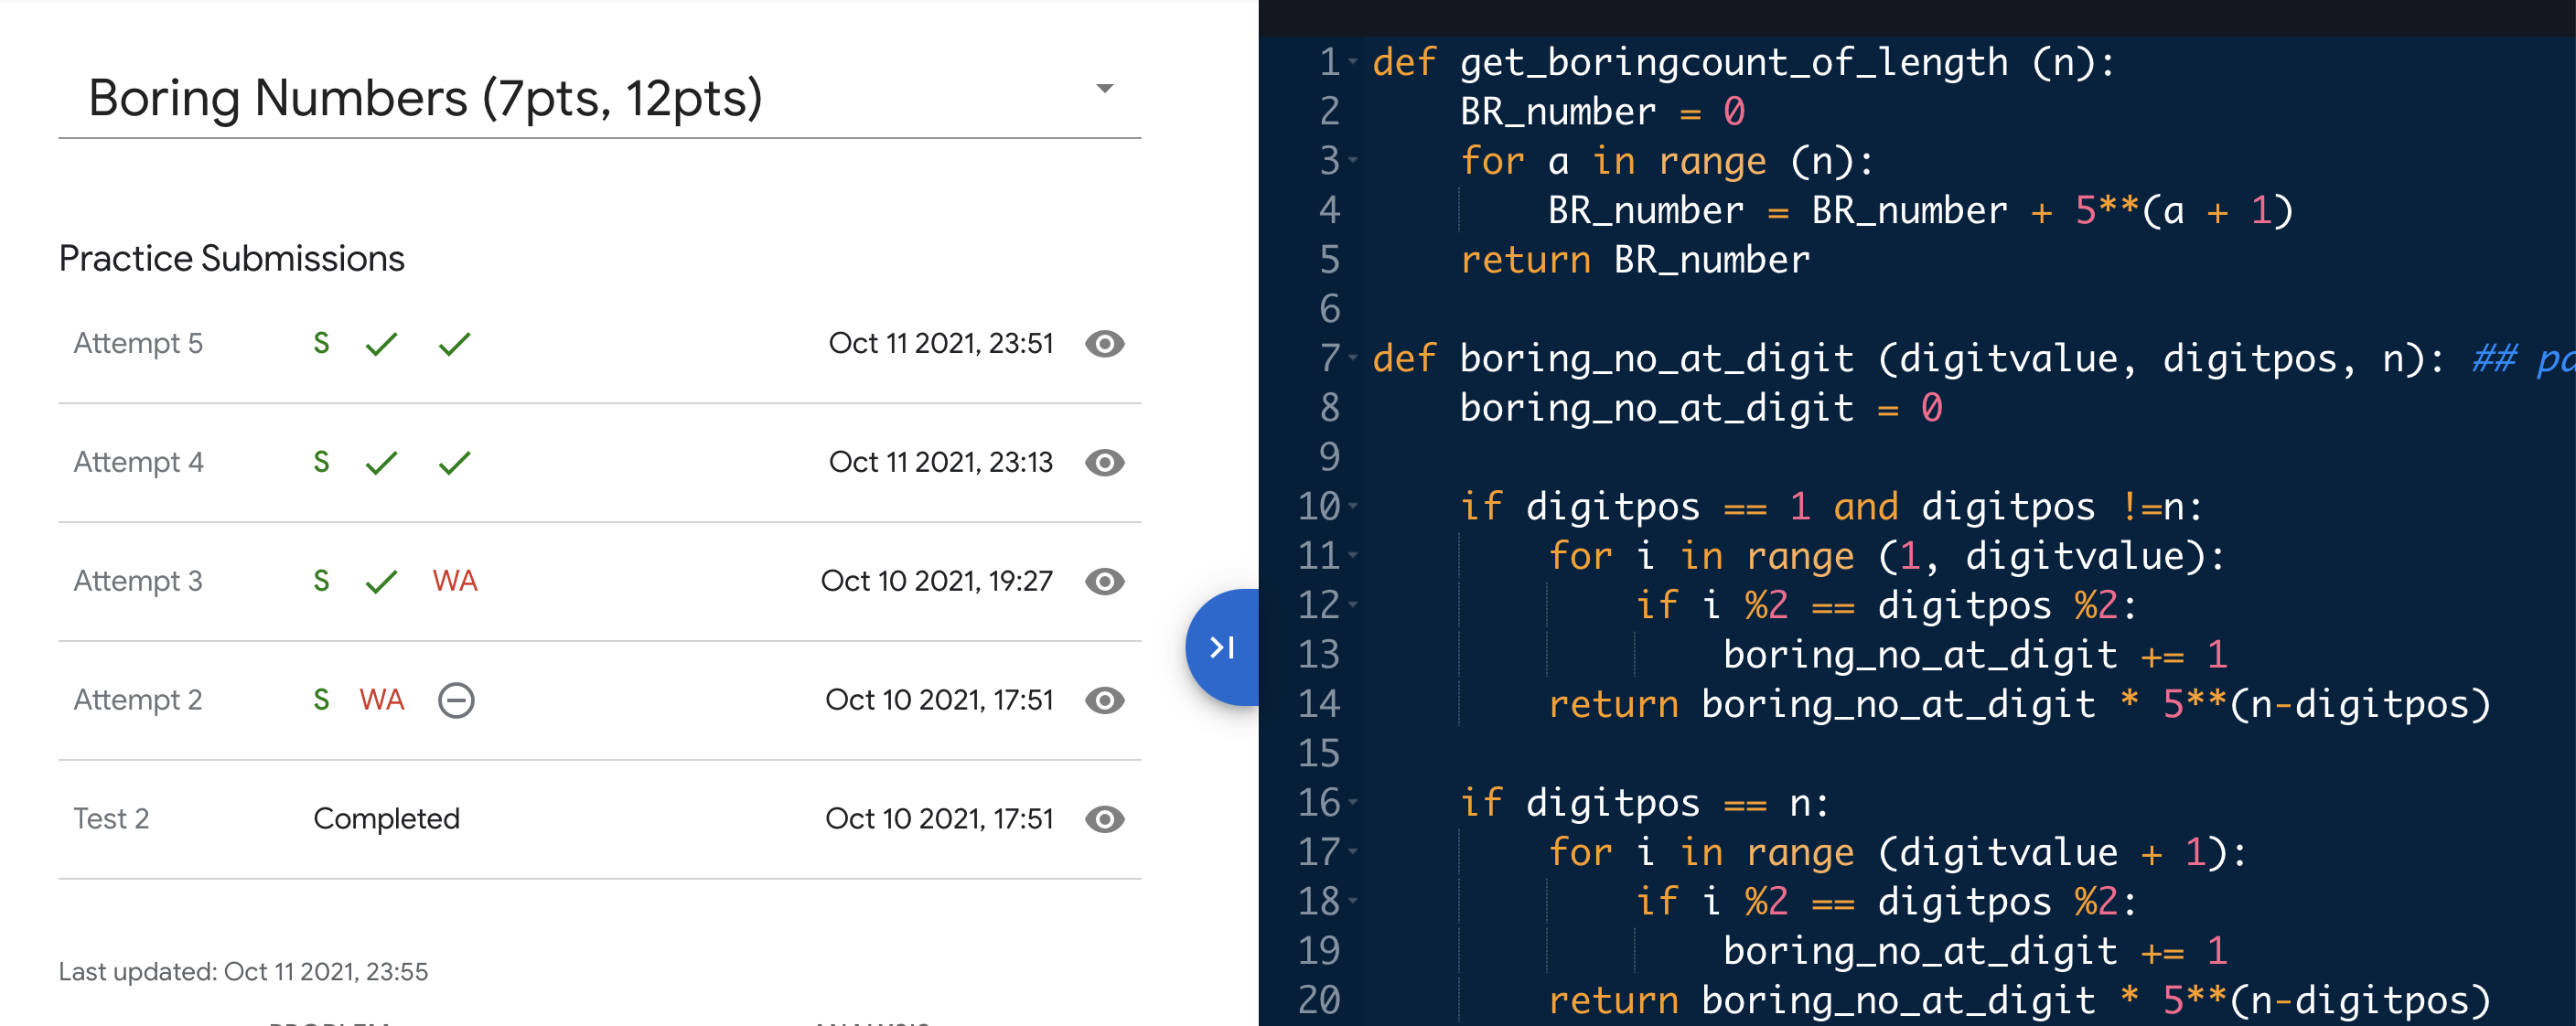 Boring Numbers (7pts, 12pts)
Practice Submissions
Attempt 5 S Oct 11 2021, 23:51
Attempt 4 S Oct 11 2021, 23:13
Attempt 3 S WA Oct 10 2021, 19:27
Attempt 2 S WA Oct 10 2021, 17:51
Test 2 Completed Oct 10 2021, 17:51
Last updated: Oct 11 2021, 23:55
1 def get_boringcount_of_length (n):
2 BR_number = 0
3 for a in range (n):
4 BR_number = BR_number + 5**(a + 1)
5 return BR_number
6
7 def boring_no_at_digit (digitvalue, digitpos, n): ##
8 boring_no_at_digit = 0
9
10 if digitpos == 1 and digitpos !=n:
11 for i in range (1, digitvalue):
12 if i %2 == digitpos %2:
13 boring_no_at_digit += 1
14 return boring_no_at_digit * 5**(n-digitpos)
15
16 if digitpos == n:
17 for i in range (digitvalue + 1):
18 if i %2 == digitpos %2:
19 boring_no_at_digit += 1
20 return boring_no_at_digit * 5**(n-digitpos)